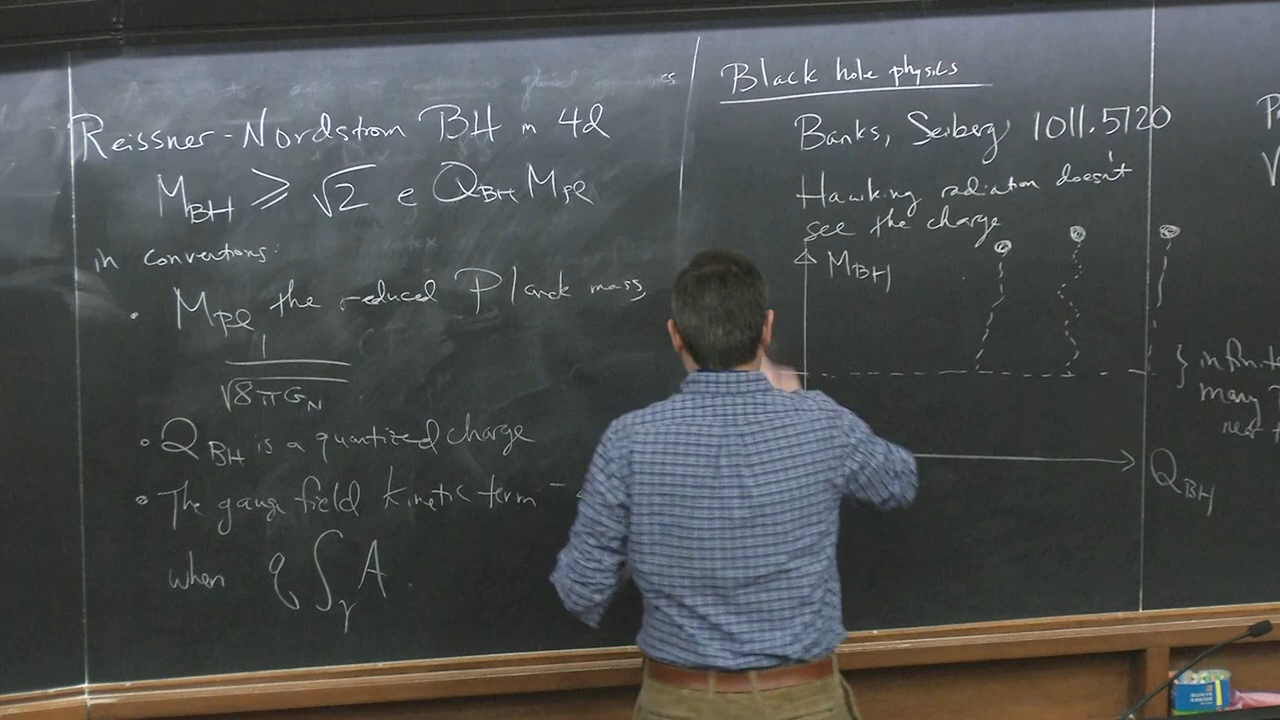 Reissner-Nordstrom BH in 4d
M_BH ⩾ √2 e Q_BH M_Pl
in conventions:
• M_Pl the reduced Planck mass
1
√8πG_N
• Q_BH is a quantized charge
• The gauge field kinetic term -
when q∫_γ A
Black hole physics
Banks, Seiberg 1011.5120
Hawking radiation doesn't
see the charge
M_BH
Q_BH
many